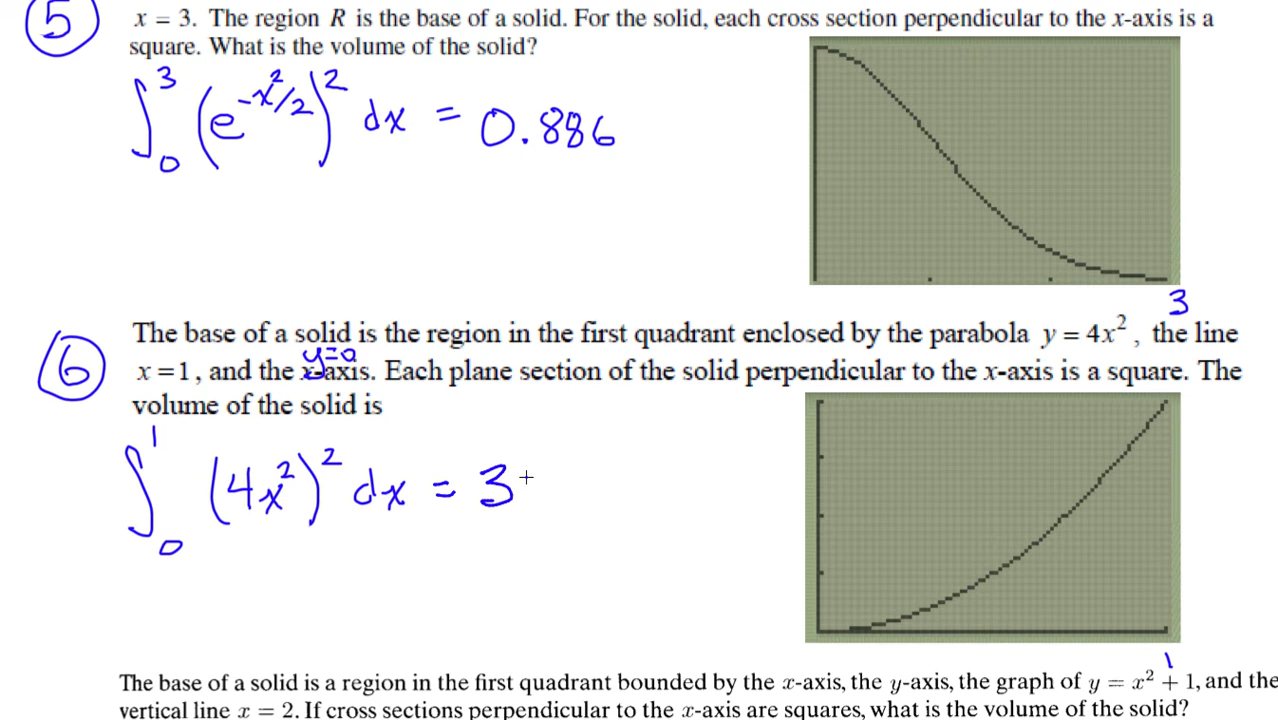 5 x = 3. The region R is the base of a solid. For the solid, each cross section perpendicular to the x-axis is a
square. What is the volume of the solid?
∫₀³ (e^(-x²/2))² dx = 0.886
3
6 The base of a solid is the region in the first quadrant enclosed by the parabola y = 4x², the line
y=0
x = 1, and the x-axis. Each plane section of the solid perpendicular to the x-axis is a square. The
volume of the solid is
∫₀¹ (4x²)² dx = 3
1
The base of a solid is a region in the first quadrant bounded by the x-axis, the y-axis, the graph of y = x² + 1, and the
vertical line x = 2. If cross sections perpendicular to the x-axis are squares, what is the volume of the solid?